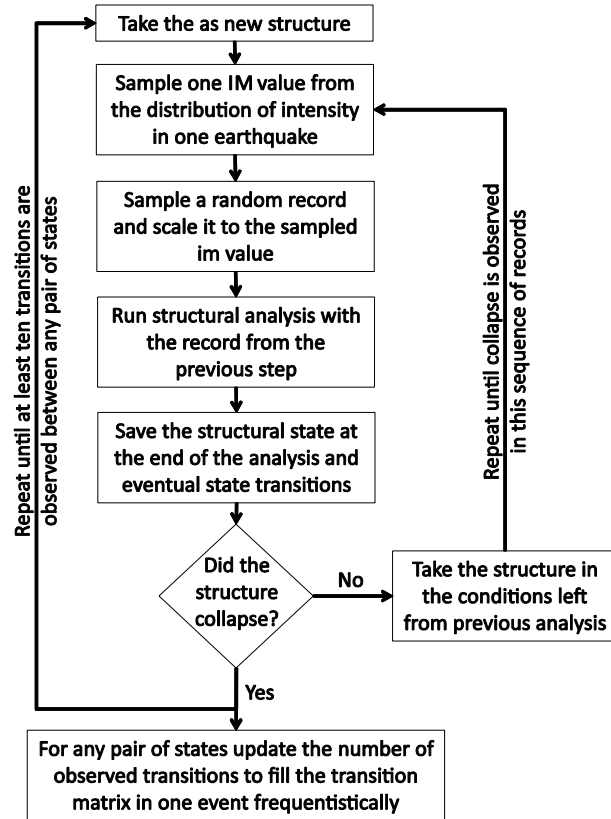 Take the as new structure
Sample one IM value from
the distribution of intensity
in one earthquake
Sample a random record
and scale it to the sampled
im value
Run structural analysis with
the record from the
previous step
Save the structural state at
the end of the analysis and
eventual state transitions
Did the
structure
collapse?
No
Take the structure in
the conditions left
from previous analysis
Repeat until collapse is observed
in this sequence of records
Yes
Repeat until at least ten transitions are
observed between any pair of states
For any pair of states update the number of
observed transitions to fill the transition
matrix in one event frequentistically